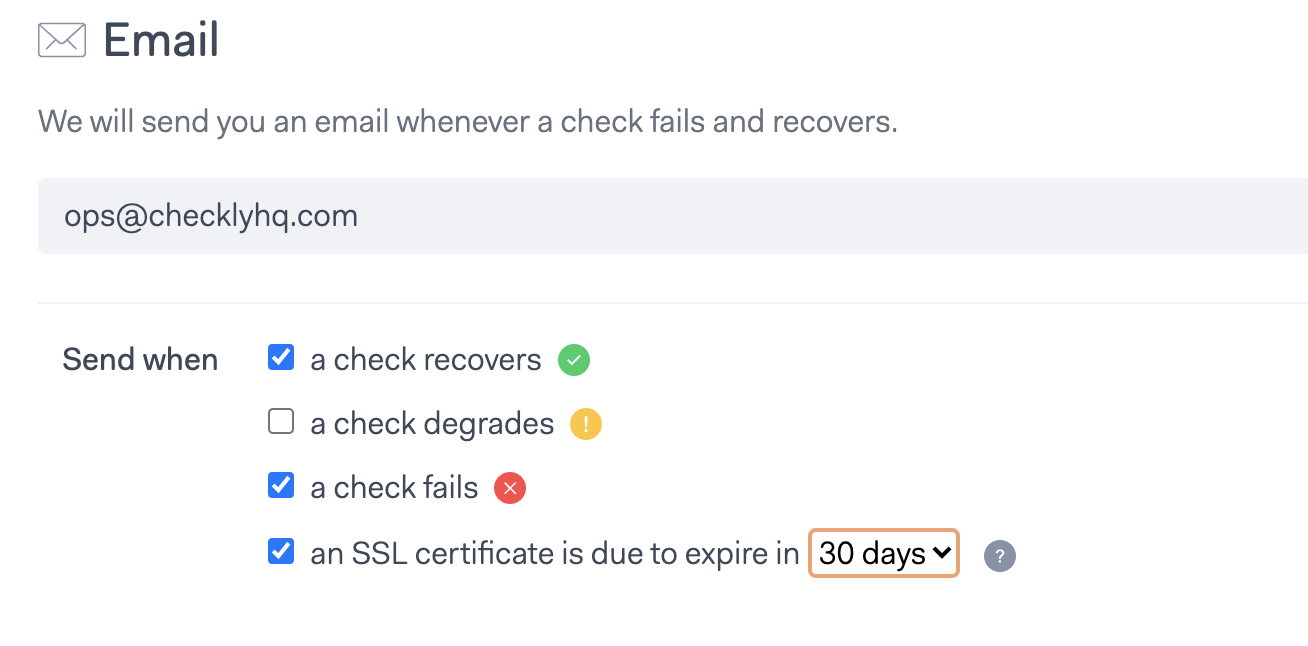 Email
We will send you an email whenever a check fails and recovers.
ops@checklyhq.com
Send when a check recovers
a check degrades !
a check fails
an SSL certificate is due to expire in 30 days ?